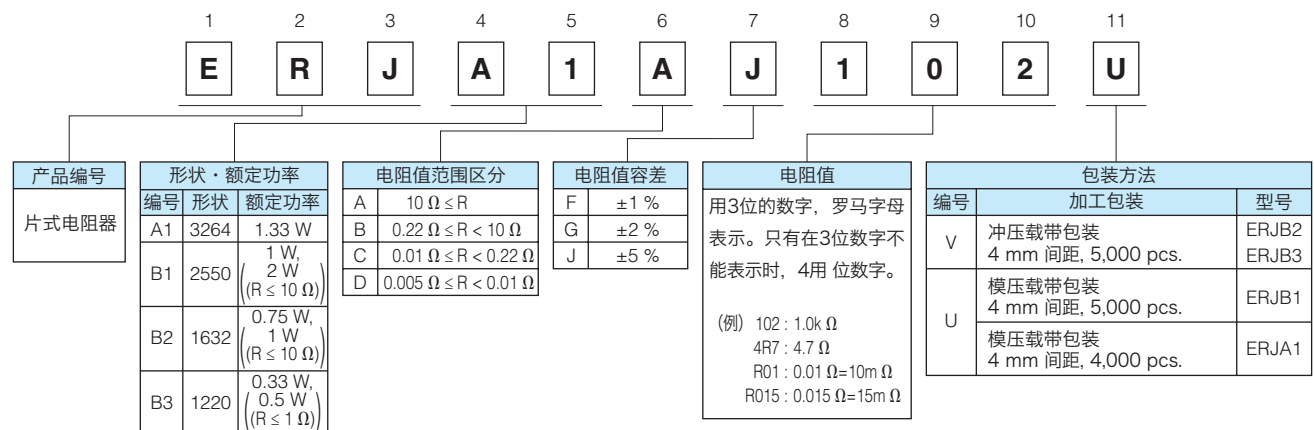 1 2 3 4 5 6 7 8 9 10 11
E R J A 1 A J 1 0 2 U
产品编号
片式电阻器
形状・额定功率
编号 形状 额定功率
A1 3264 1.33 W
B1 2550 1 W,
2 W
(R ≤ 10 Ω)
B2 1632 0.75 W,
1 W
(R ≤ 10 Ω)
B3 1220 0.33 W,
0.5 W
(R ≤ 1 Ω)
电阻值范围区分
A 10 Ω ≤ R
B 0.22 Ω ≤ R < 10 Ω
C 0.01 Ω ≤ R < 0.22 Ω
D 0.005 Ω ≤ R < 0.01 Ω
电阻值容差
F ±1 %
G ±2 %
J ±5 %
电阻值
用3位的数字，罗马字母
表示。只有在3位数字不
能表示时，4用 位数字。
(例) 102 : 1.0k Ω
4R7 : 4.7 Ω
R01 : 0.01 Ω=10m Ω
R015 : 0.015 Ω=15m Ω
包装方法
编号 加工包装 型号
V 冲压载带包装 ERJB2
4 mm 间距, 5,000 pcs. ERJB3
U 模压载带包装
4 mm 间距, 5,000 pcs. ERJB1
模压载带包装
4 mm 间距, 4,000 pcs. ERJA1